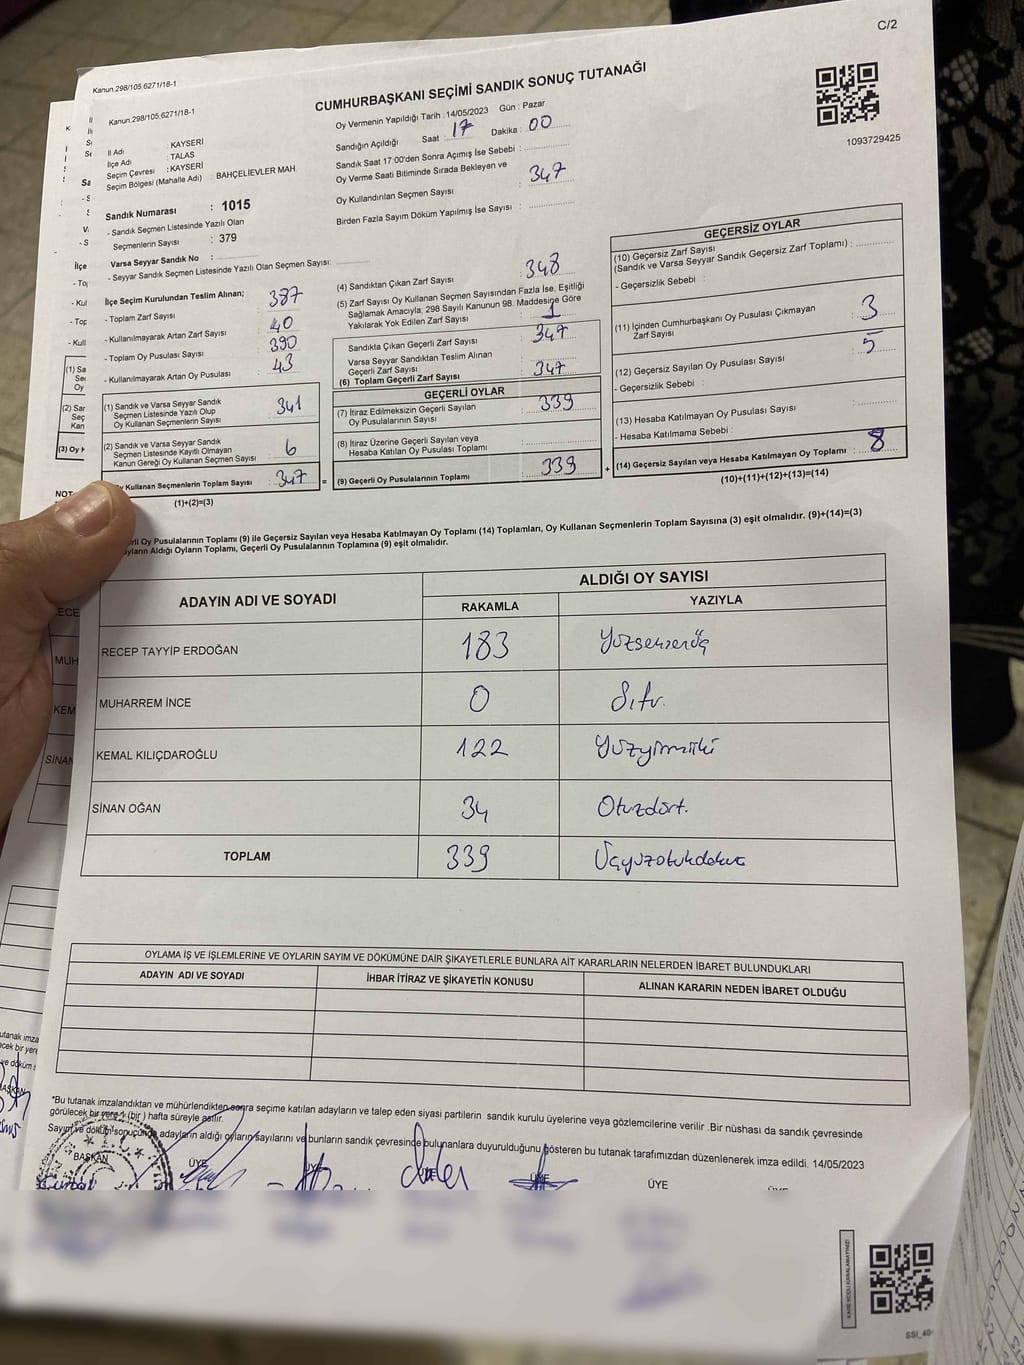 C/2
Kanun.298/105,6271/18-1
Kanun.298/105,6271/18-1
CUMHURBAŞKANI SEÇİMİ SANDIK SONUÇ TUTANAĞI
1093729425
İl Adı : KAYSERİ
İlçe Adı : TALAS
Seçim Çevresi : KAYSERİ
Seçim Bölgesi (Mahalle Adı) : BAHÇELİEVLER MAH.
Sandık Numarası : 1015
- Sandık Seçmen Listesinde Yazılı Olan
Seçmenlerin Sayısı : 379
Varsa Seyyar Sandık No :
- Seyyar Sandık Seçmen Listesinde Yazılı Olan Seçmen Sayısı:
İlçe Seçim Kurulundan Teslim Alınan;
- Toplam Zarf Sayısı : 387
- Kullanılmayarak Artan Zarf Sayısı : 40
- Toplam Oy Pusulası Sayısı : 390
- Kullanılmayarak Artan Oy Pusulası : 43
(1) Sandık ve Varsa Seyyar Sandık
Seçmen Listesinde Yazılı Olup
Oy Kullanan Seçmenlerin Sayısı : 341
(2) Sandık ve Varsa Seyyar Sandık
Seçmen Listesinde Kayıtlı Olmayan
Kanun Gereği Oy Kullanan Seçmen Sayısı : 6
Oy Kullanan Seçmenlerin Toplam Sayısı : 347
(1)+(2)=(3)
Oy Vermenin Yapıldığı Tarih : 14/05/2023 Gün : Pazar
Sandığın Açıldığı Saat : 17 Dakika : 00
Sandık Saat 17:00'den Sonra Açımış İse Sebebi :
Oy Verme Saati Bitiminde Sırada Bekleyen ve
Oy Kullandırılan Seçmen Sayısı : 347
Birden Fazla Sayım Döküm Yapılmış İse Sayısı :
(4) Sandıktan Çıkan Zarf Sayısı : 348
(5) Zarf Sayısı Oy Kullanan Seçmen Sayısından Fazla İse, Eşitliği
Sağlamak Amacıyla; 298 Sayılı Kanunun 98. Maddesine Göre
Yakılarak Yok Edilen Zarf Sayısı : 1
Sandıkta Çıkan Geçerli Zarf Sayısı : 347
Varsa Seyyar Sandıktan Teslim Alınan
Geçerli Zarf Sayısı
(6) Toplam Geçerli Zarf Sayısı : 347
GEÇERLİ OYLAR
(7) İtiraz Edilmeksizin Geçerli Sayılan
Oy Pusulalarının Sayısı : 339
(8) İtiraz Üzerine Geçerli Sayılan veya
Hesaba Katılan Oy Pusulası Toplamı :
(9) Geçerli Oy Pusulalarının Toplamı : 339
GEÇERSİZ OYLAR
(10) Geçersiz Zarf Sayısı
(Sandık ve Varsa Seyyar Sandık Geçersiz Zarf Toplamı) :
- Geçersizlik Sebebi :
(11) İçinden Cumhurbaşkanı Oy Pusulası Çıkmayan
Zarf Sayısı : 3
(12) Geçersiz Sayılan Oy Pusulası Sayısı : 5
- Geçersizlik Sebebi :
(13) Hesaba Katılmayan Oy Pusulası Sayısı :
- Hesaba Katılmama Sebebi :
(14) Geçersiz Sayılan veya Hesaba Katılmayan Oy Toplamı : 8
(10)+(11)+(12)+(13)=(14)
Oy Pusulalarının Toplamı (9) ile Geçersiz Sayılan veya Hesaba Katılmayan Oy Toplamı (14) Toplamları, Oy Kullanan Seçmenlerin Toplam Sayısına (3) eşit olmalıdır. (9)+(14)=(3)
Aldığı Oyların Toplamı, Geçerli Oy Pusulalarının Toplamına (9) eşit olmalıdır.
ADAYIN ADI VE SOYADI ALDIĞI OY SAYISI
RAKAMLA YAZIYLA
RECEP TAYYİP ERDOĞAN 183 Yüzseksenüç
MUHARREM İNCE 0 Sıfır.
KEMAL KILIÇDAROĞLU 122 Yüzyirmiiki
SİNAN OĞAN 34 Otuzdört.
TOPLAM 339 Üçyüzotuzdokuz
OYLAMA İŞ VE İŞLEMLERİNE VE OYLARIN SAYIM VE DÖKÜMÜNE DAİR ŞİKAYETLERLE BUNLARA AİT KARARLARIN NELERDEN İBARET BULUNDUKLARI
ADAYIN ADI VE SOYADI İHBAR İTİRAZ VE ŞİKAYETİN KONUSU ALINAN KARARIN NEDEN İBARET OLDUĞU
*Bu tutanak imzalandıktan ve mühürlendikten sonra seçime katılan adayların ve talep eden siyasi partilerin sandık kurulu üyelerine veya gözlemcilerine verilir .Bir nüshası da sandık çevresinde
görülecek bir yere 1 (bir ) hafta süreyle asılır.
Sayım ve döküm sonuçunda adayların aldığı oyların sayılarını ve bunların sandık çevresinde bulunanlara duyurulduğunu gösteren bu tutanak tarafımızdan düzenlenerek imza edildi. 14/05/2023
BAŞKAN ÜYE ÜYE ÜYE ÜYE ÜYE
KARE KODU KARALAMAYINIZ!